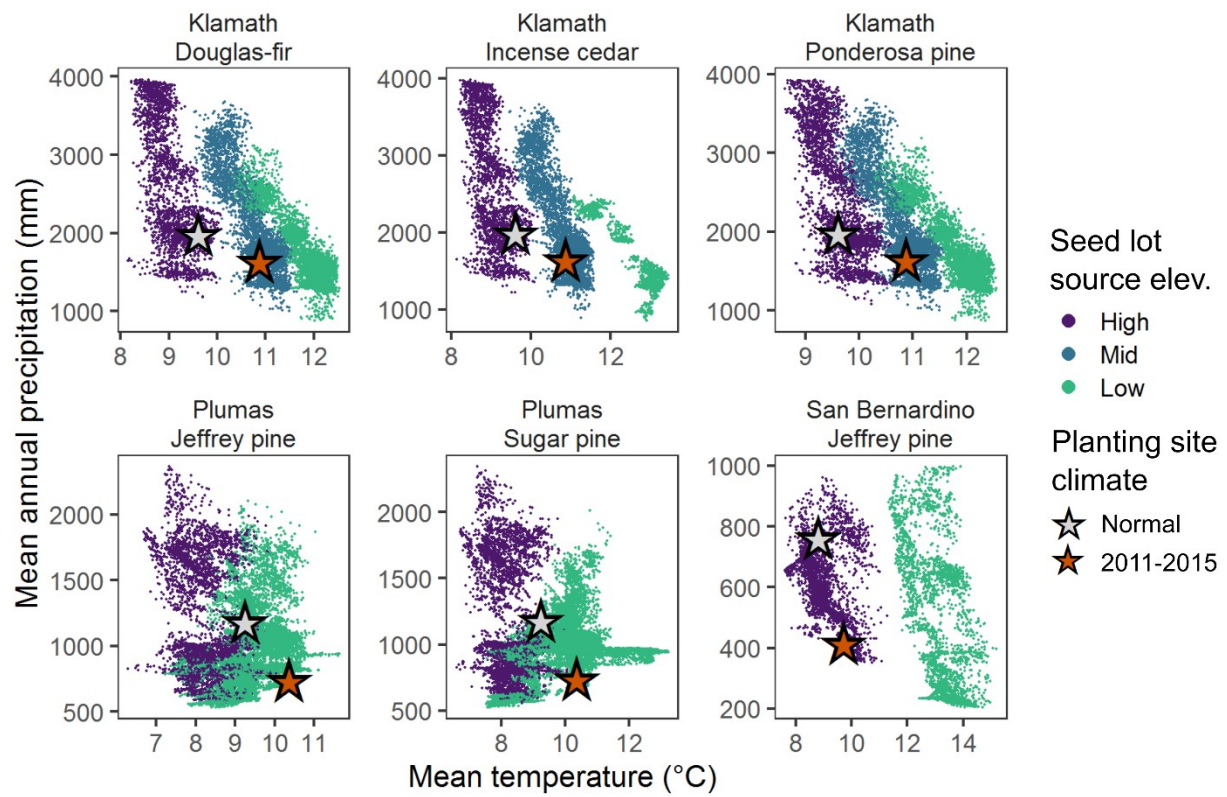 Klamath
Douglas-fir
Klamath
Incense cedar
Klamath
Ponderosa pine
4000
3000
2000
1000
8 9 10 11 12
4000
3000
2000
1000
8 9 10 11 12 13
4000
3000
2000
1000
9 10 11 12
Plumas
Jeffrey pine
Plumas
Sugar pine
San Bernardino
Jeffrey pine
2000
1500
1000
500
7 8 9 10 11
2000
1500
1000
500
8 10 12
1000
800
600
400
200
8 10 12 14
Mean annual precipitation (mm)
Mean temperature (°C)
Seed lot
source elev.
High
Mid
Low
Planting site
climate
Normal
2011-2015